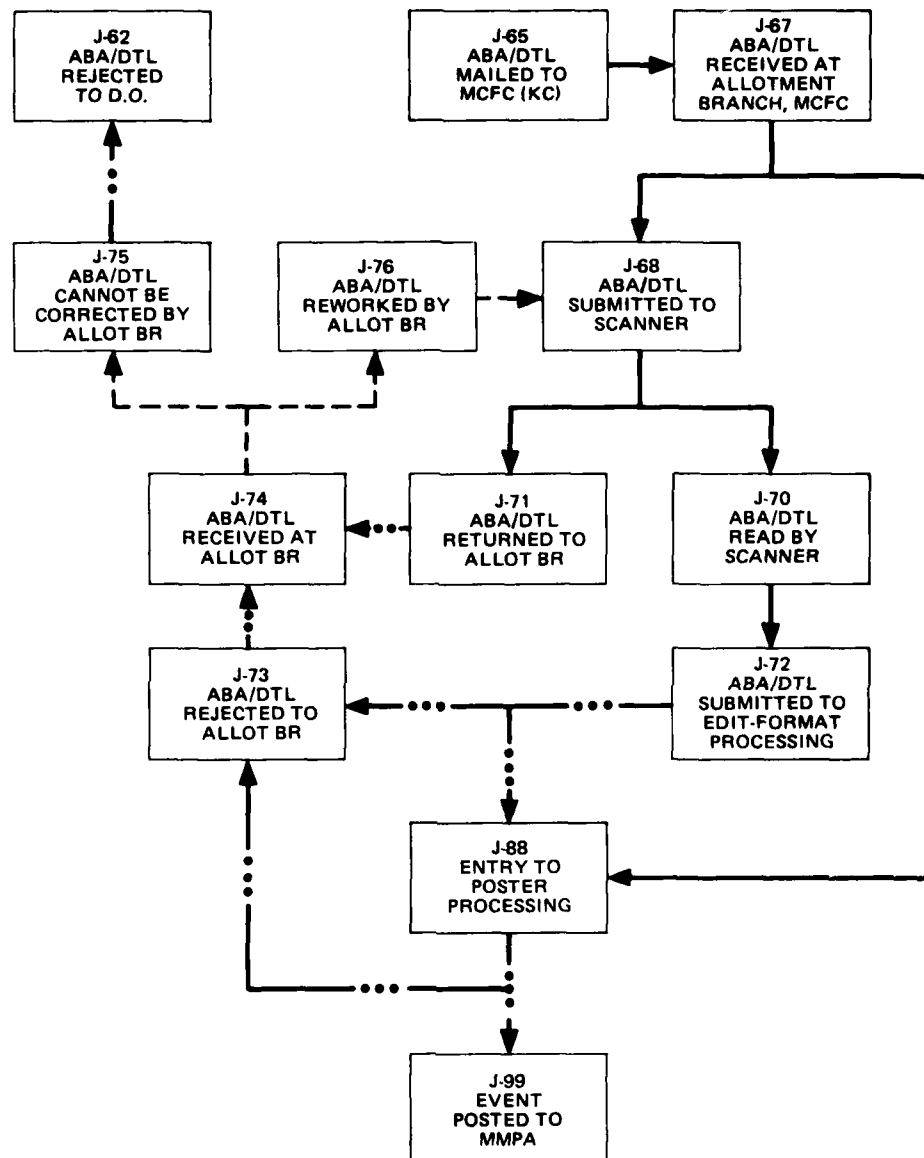 J-62
ABA/DTL
REJECTED
TO D.O.
J-65
ABA/DTL
MAILED TO
MCFC (KC)
J-67
ABA/DTL
RECEIVED AT
ALLOTMENT
BRANCH, MCFC
J-75
ABA/DTL
CANNOT BE
CORRECTED BY
ALLOT BR
J-76
ABA/DTL
REWORKED BY
ALLOT BR
J-68
ABA/DTL
SUBMITTED TO
SCANNER
J-74
ABA/DTL
RECEIVED AT
ALLOT BR
J-71
ABA/DTL
RETURNED TO
ALLOT BR
J-70
ABA/DTL
READ BY
SCANNER
J-73
ABA/DTL
REJECTED TO
ALLOT BR
J-72
ABA/DTL
SUBMITTED TO
EDIT-FORMAT
PROCESSING
J-88
ENTRY TO
POSTER
PROCESSING
J-99
EVENT
POSTED TO
MMPA